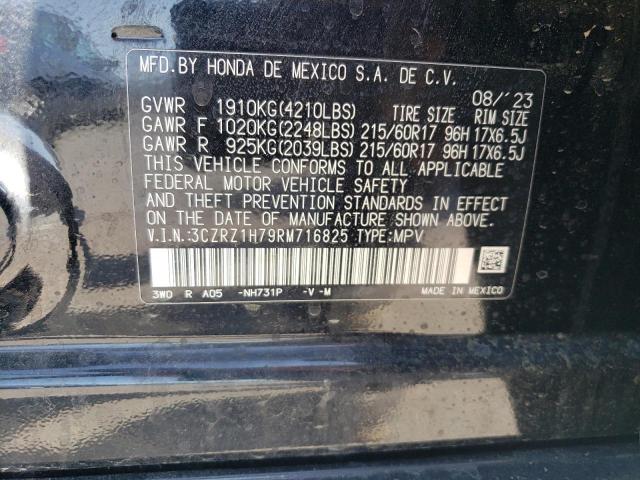 MFD. BY HONDA DE MEXICO S.A. DE C.V.
08/'23
GVWR 1910KG(4210LBS) TIRE SIZE RIM SIZE
GAWR F 1020KG(2248LBS) 215/60R17 96H 17X6.5J
GAWR R 925KG(2039LBS) 215/60R17 96H 17X6.5J
THIS VEHICLE CONFORMS TO ALL APPLICABLE
FEDERAL MOTOR VEHICLE SAFETY
AND THEFT PREVENTION STANDARDS IN EFFECT
ON THE DATE OF MANUFACTURE SHOWN ABOVE.
V.I.N.:3CZRZ1H79RM716825 TYPE:MPV
3W0 R A05 -NH731P -V-M MADE IN MEXICO